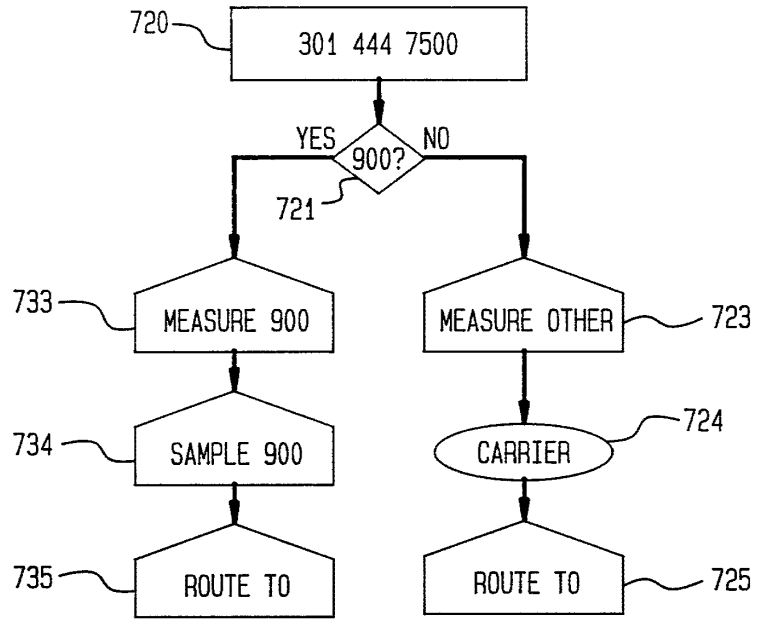 720
301 444 7500
YES
NO
900?
721
733
MEASURE 900
MEASURE OTHER
723
734
SAMPLE 900
CARRIER
724
735
ROUTE TO
ROUTE TO
725